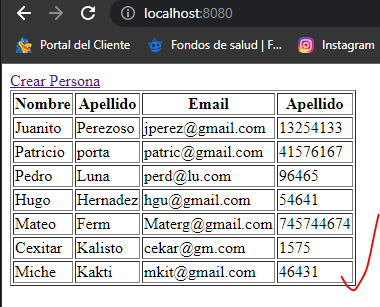 localhost:8080
Portal del Cliente Fondos de salud | F... Instagram
Crear Persona
Nombre Apellido Email Apellido
Juanito Perezoso jperez@gmail.com 13254133
Patricio porta patric@gmail.com 41576167
Pedro Luna perd@lu.com 96465
Hugo Hernadez hgu@gmail.com 54641
Mateo Ferm Materg@gmail.com 745744674
Cexitar Kalisto cekar@gm.com 1575
Miche Kakti mkit@gmail.com 46431